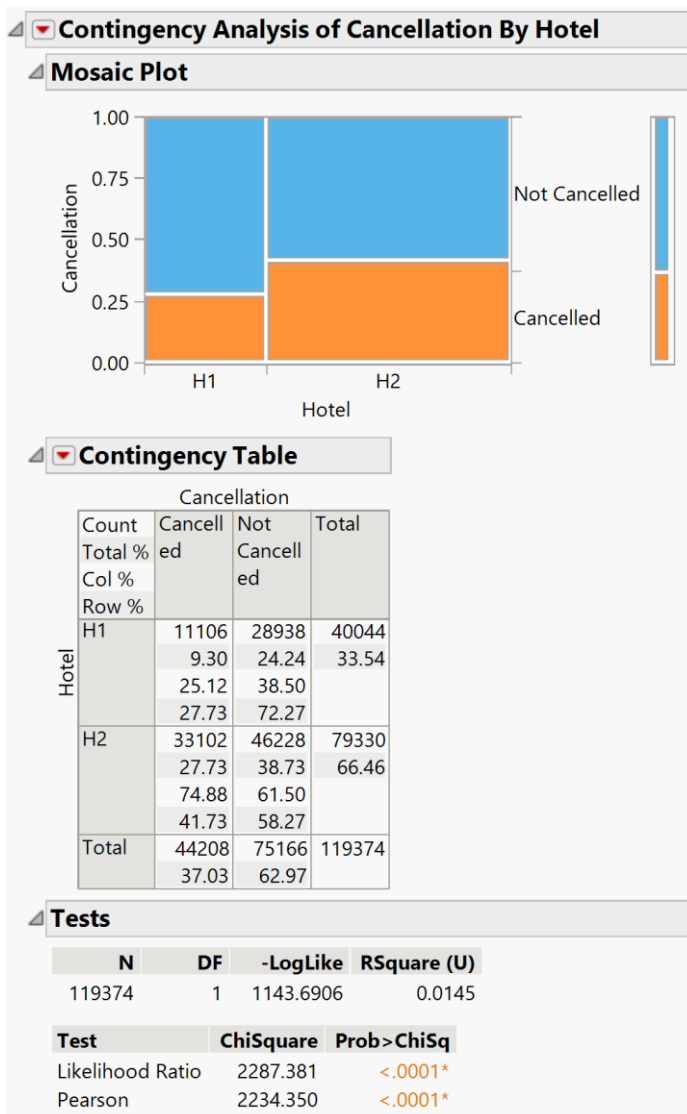 Contingency Analysis of Cancellation By Hotel
Mosaic Plot
1.00
0.75
0.50
0.25
0.00
Cancellation
Not Cancelled
Cancelled
H1 H2
Hotel
Contingency Table
Cancellation
Count Cancell Not Total
Total % ed Cancell
Col % ed
Row %
Hotel
H1 11106 28938 40044
9.30 24.24 33.54
25.12 38.50
27.73 72.27
H2 33102 46228 79330
27.73 38.73 66.46
74.88 61.50
41.73 58.27
Total 44208 75166 119374
37.03 62.97
Tests
N DF -LogLike RSquare (U)
119374 1 1143.6906 0.0145
Test ChiSquare Prob>ChiSq
Likelihood Ratio 2287.381 <.0001*
Pearson 2234.350 <.0001*